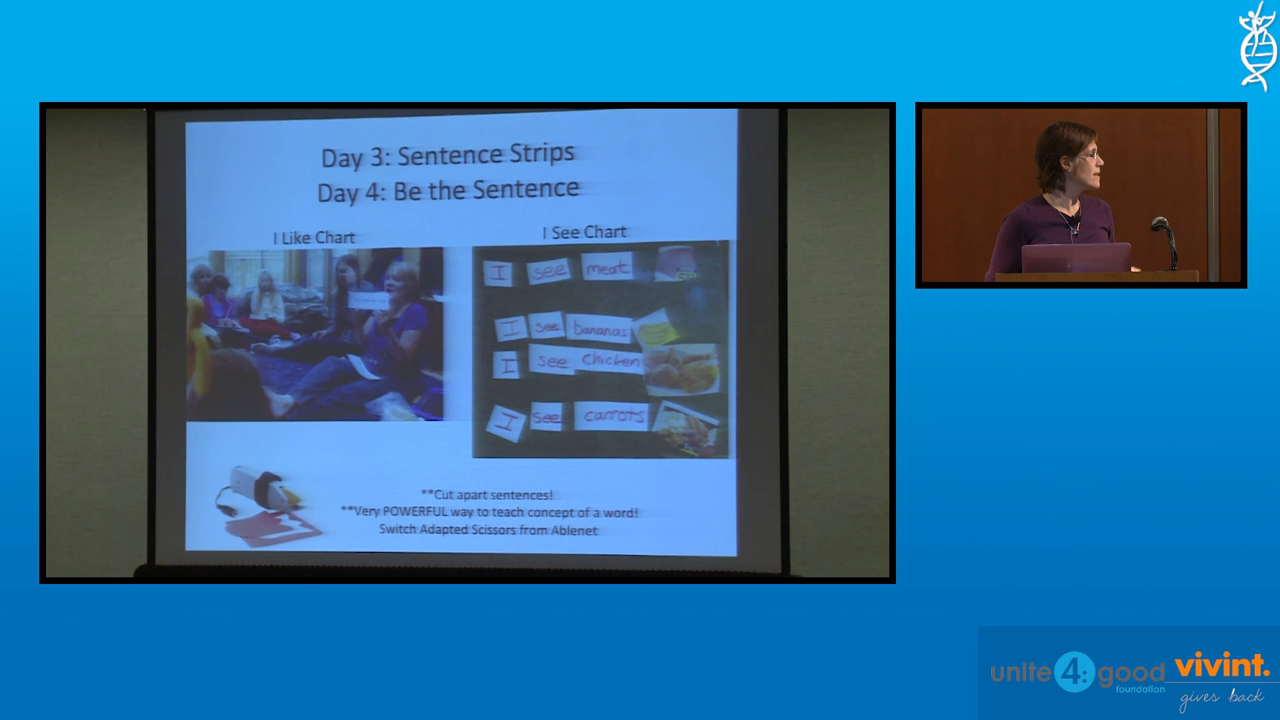 Day 3: Sentence Strips
Day 4: Be the Sentence
I Like Chart
I See Chart
I see meat
I see bananas
I see chicken
I see carrots
**Cut apart sentences!
**Very POWERFUL way to teach concept of a word!
Switch Adapted Scissors from Ablenet
unite 4: good
foundation
vivint.
gives back